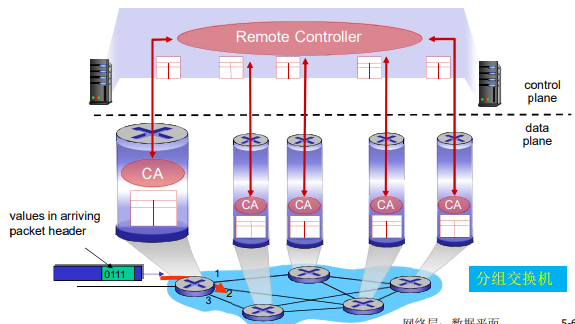 Remote Controller
control
plane
data
plane
CA
CA
CA
CA
CA
values in arriving
packet header
0111
1
2
3
分组交换机
网络层：数据平面
5-6